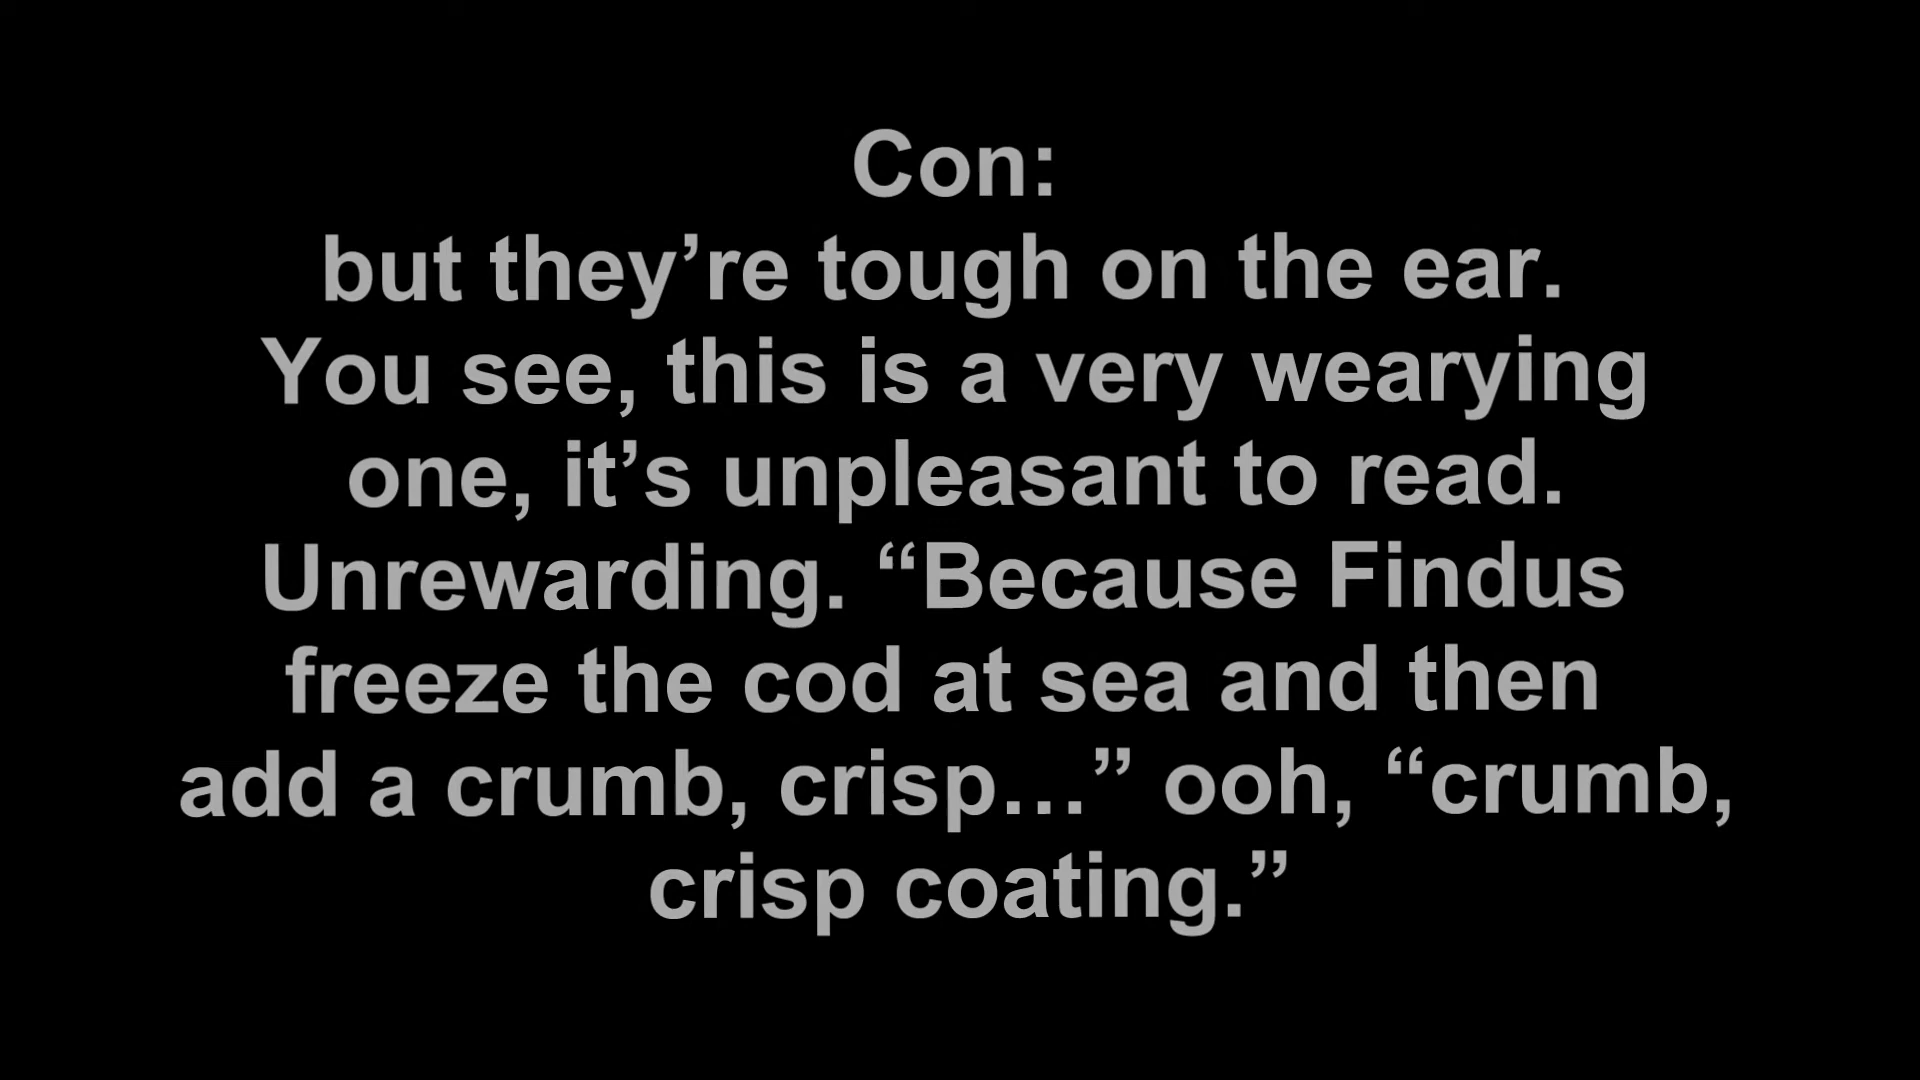 Con:
but they’re tough on the ear.
You see, this is a very wearying
one, it’s unpleasant to read.
Unrewarding. “Because Findus
freeze the cod at sea and then
add a crumb, crisp…” ooh, “crumb,
crisp coating.”